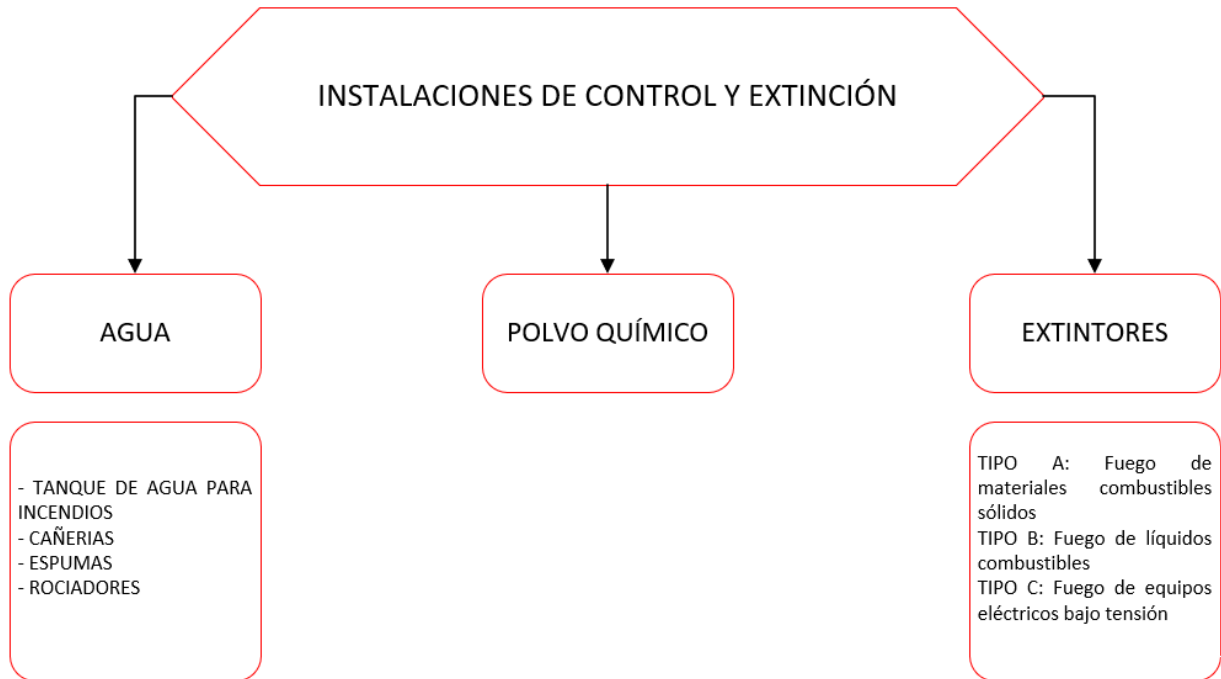 INSTALACIONES DE CONTROL Y EXTINCIÓN
AGUA
POLVO QUÍMICO
EXTINTORES
- TANQUE DE AGUA PARA
INCENDIOS
- CAÑERIAS
- ESPUMAS
- ROCIADORES
TIPO A: Fuego de
materiales combustibles
sólidos
TIPO B: Fuego de líquidos
combustibles
TIPO C: Fuego de equipos
eléctricos bajo tensión